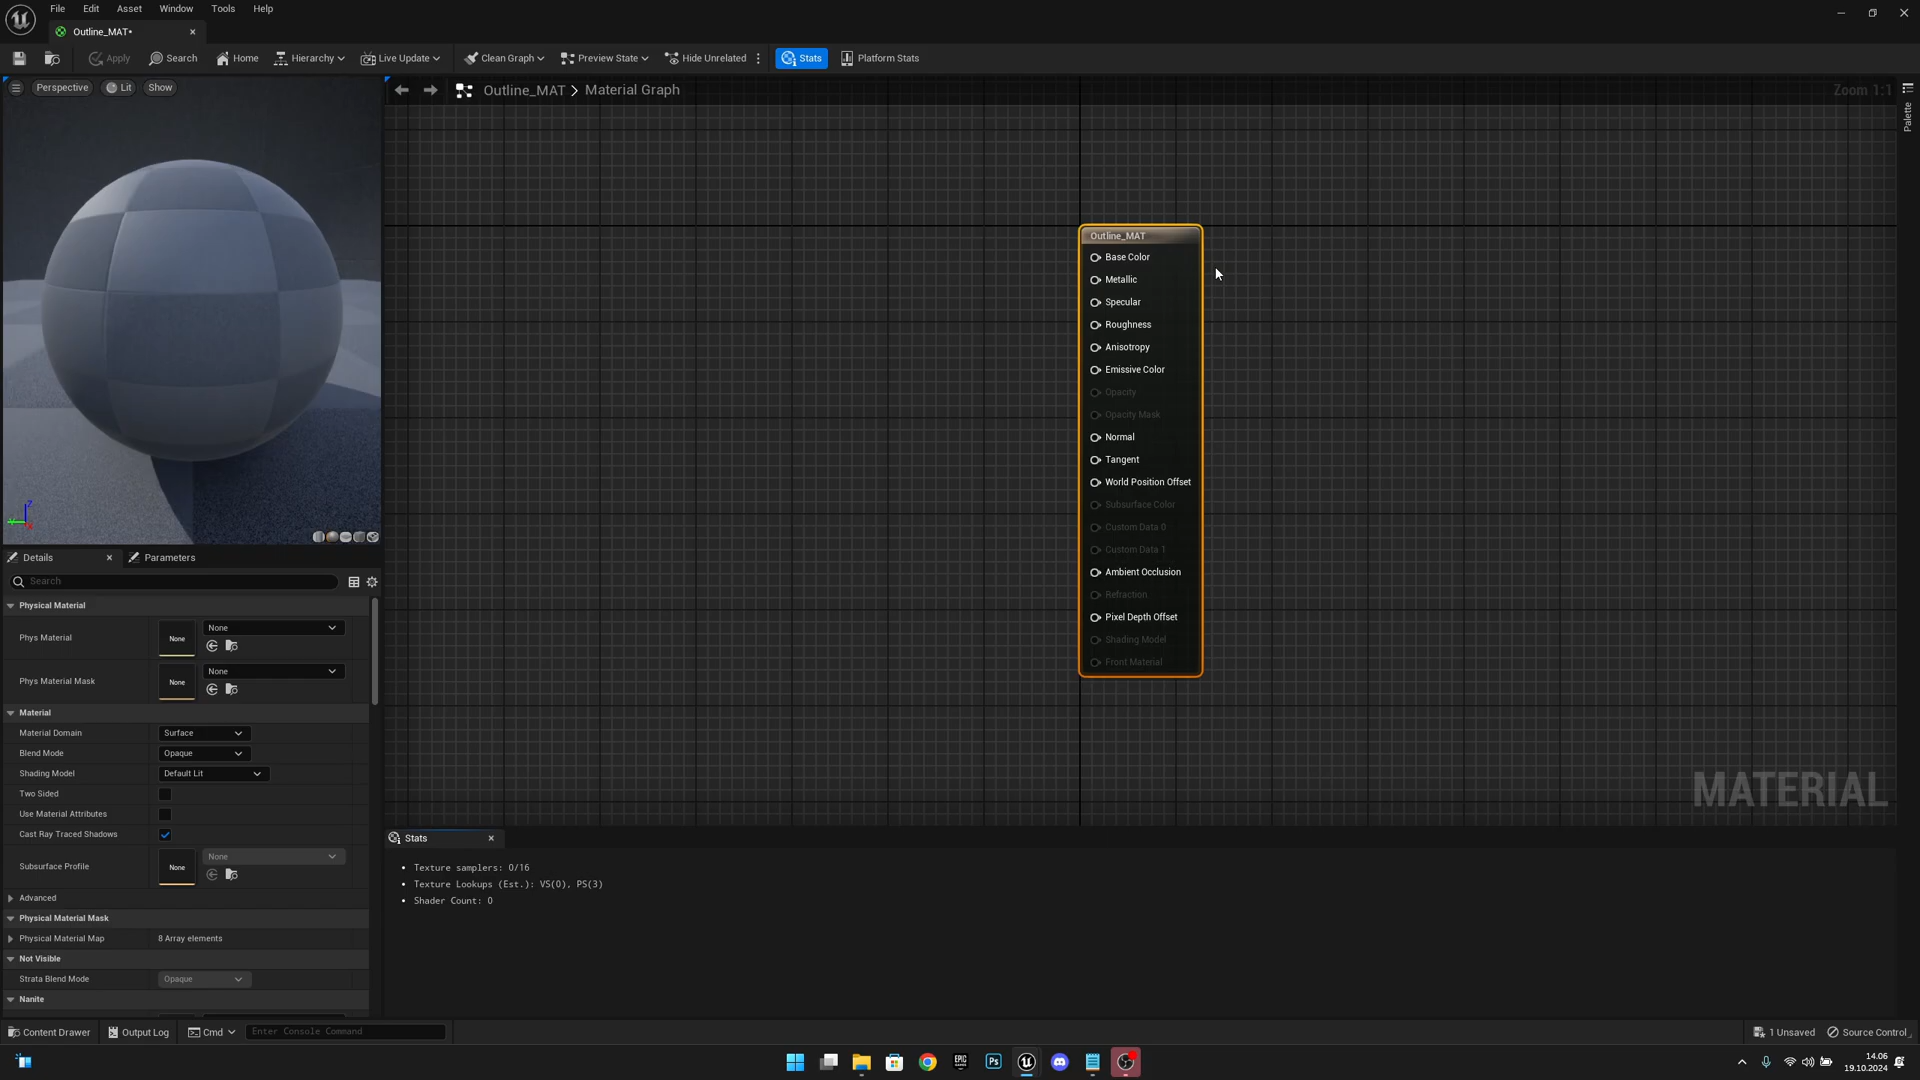 File Edit Asset Window Tools Help
Outline_MAT•
Apply Search Home Hierarchy Live Update Clean Graph Preview State Hide Unrelated Stats Platform Stats
Perspective Lit Show
Outline_MAT > Material Graph
Zoom 1:1
Palette
Outline_MAT
Base Color
Metallic
Specular
Roughness
Anisotropy
Emissive Color
Opacity
Opacity Mask
Normal
Tangent
World Position Offset
Subsurface Color
Custom Data 0
Custom Data 1
Ambient Occlusion
Refraction
Pixel Depth Offset
Shading Model
Front Material
MATERIAL
Z
Details Parameters
Search
Physical Material
Phys Material None None
Phys Material Mask None None
Material
Material Domain Surface
Blend Mode Opaque
Shading Model Default Lit
Two Sided
Use Material Attributes
Cast Ray Traced Shadows
Subsurface Profile None None
Advanced
Physical Material Mask
Physical Material Map 8 Array elements
Not Visible
Strata Blend Mode Opaque
Nanite
Stats
• Texture samplers: 0/16
• Texture Lookups (Est.): VS(0), PS(3)
• Shader Count: 0
Content Drawer Output Log Cmd Enter Console Command
1 Unsaved Source Control
EPIC GAMES
Ps
14.06
19.10.2024